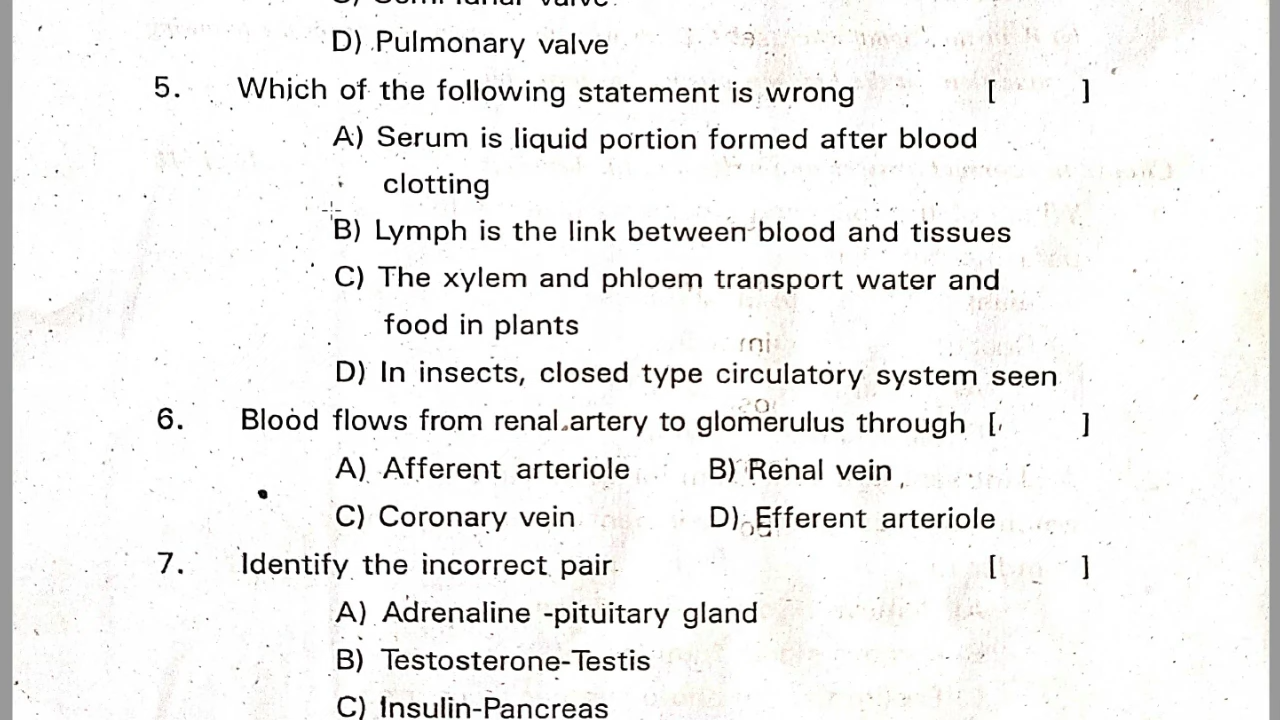 D) Pulmonary valve
5. Which of the following statement is wrong [ ]
A) Serum is liquid portion formed after blood
clotting
B) Lymph is the link between blood and tissues
C) The xylem and phloem transport water and
food in plants
D) In insects, closed type circulatory system seen
6. Blood flows from renal artery to glomerulus through [ ]
A) Afferent arteriole B) Renal vein
C) Coronary vein D) Efferent arteriole
7. Identify the incorrect pair [ ]
A) Adrenaline -pituitary gland
B) Testosterone-Testis
C) Insulin-Pancreas